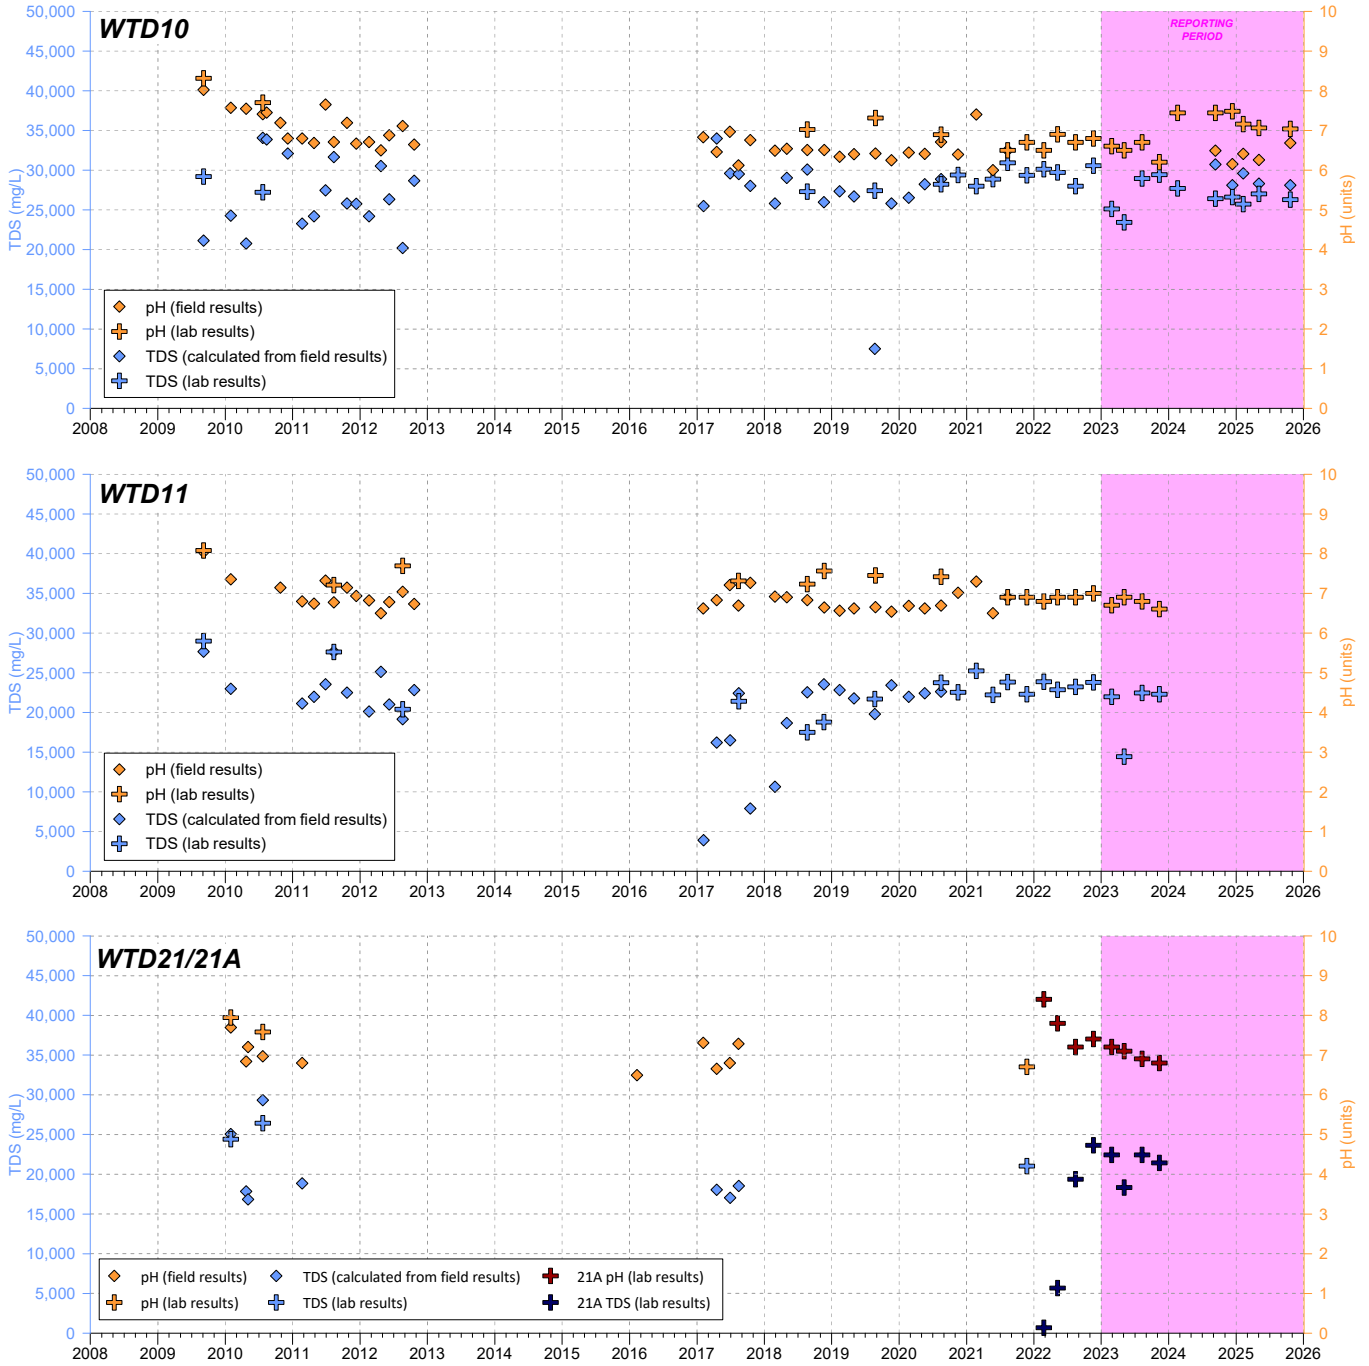 WTD10
REPORTING
PERIOD
50,000
45,000
40,000
35,000
30,000
25,000
20,000
15,000
10,000
5,000
0
TDS (mg/L)
10
9
8
7
6
5
4
3
2
1
0
pH (units)
pH (field results)
pH (lab results)
TDS (calculated from field results)
TDS (lab results)
2008 2009 2010 2011 2012 2013 2014 2015 2016 2017 2018 2019 2020 2021 2022 2023 2024 2025 2026
WTD11
50,000
45,000
40,000
35,000
30,000
25,000
20,000
15,000
10,000
5,000
0
TDS (mg/L)
10
9
8
7
6
5
4
3
2
1
0
pH (units)
pH (field results)
pH (lab results)
TDS (calculated from field results)
TDS (lab results)
2008 2009 2010 2011 2012 2013 2014 2015 2016 2017 2018 2019 2020 2021 2022 2023 2024 2025 2026
WTD21/21A
50,000
45,000
40,000
35,000
30,000
25,000
20,000
15,000
10,000
5,000
0
TDS (mg/L)
10
9
8
7
6
5
4
3
2
1
0
pH (units)
pH (field results) TDS (calculated from field results) 21A pH (lab results)
pH (lab results) TDS (lab results) 21A TDS (lab results)
2008 2009 2010 2011 2012 2013 2014 2015 2016 2017 2018 2019 2020 2021 2022 2023 2024 2025 2026